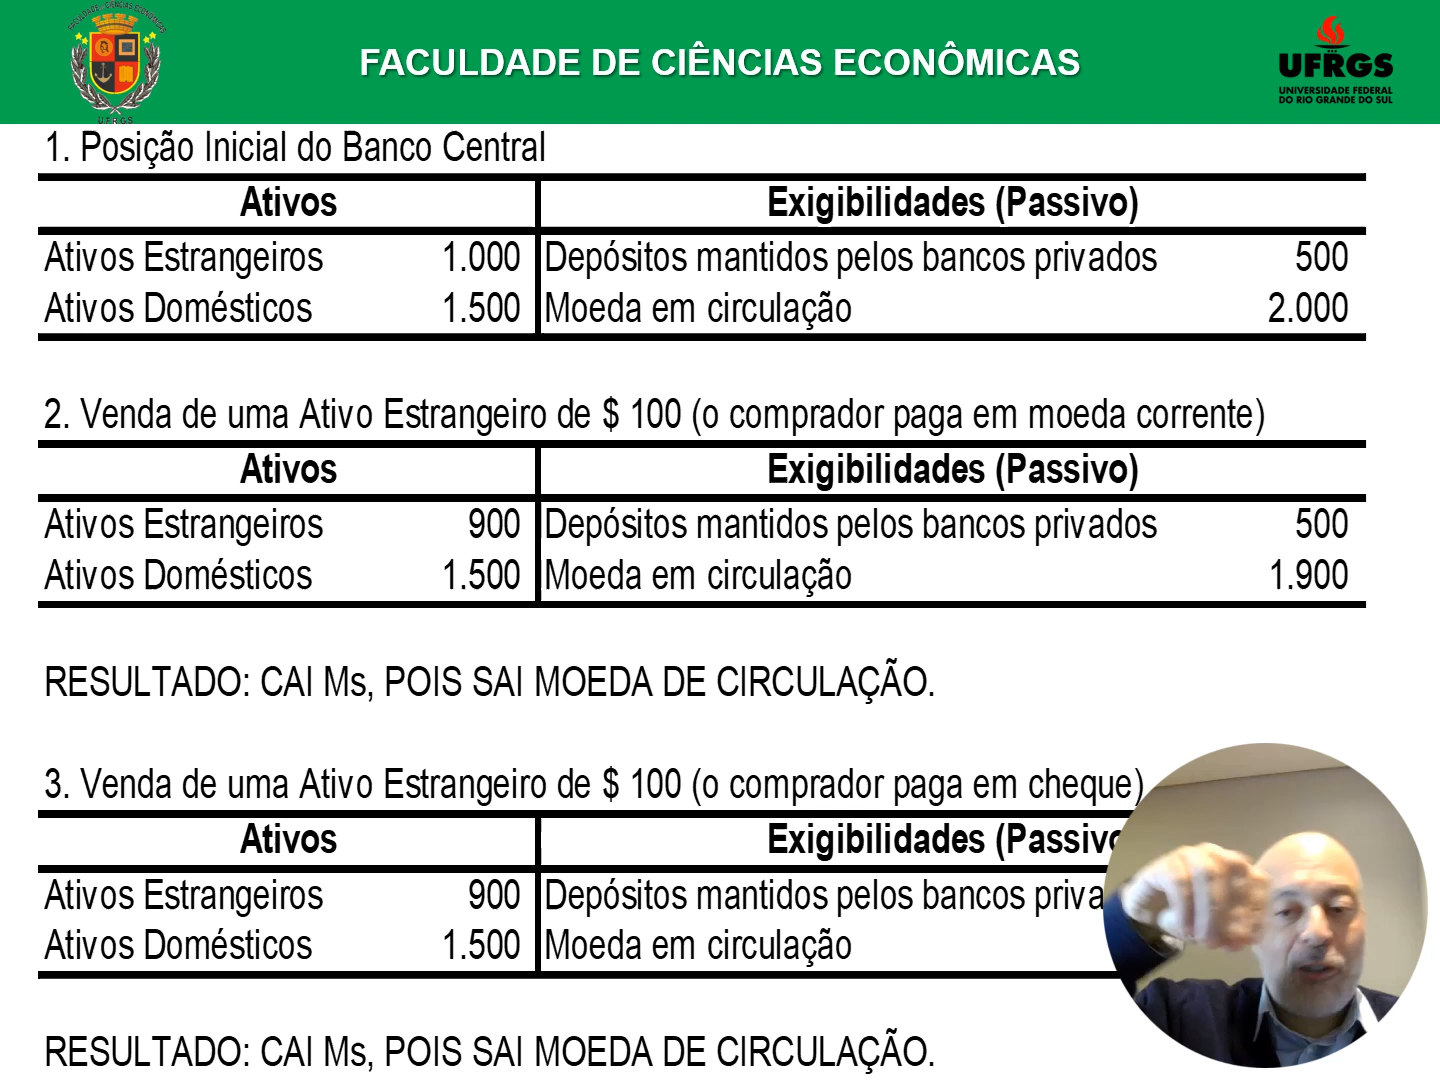 FACULDADE DE CIÊNCIAS ECONÔMICAS
UFRGS
UFRGS
UNIVERSIDADE FEDERAL
DO RIO GRANDE DO SUL
1. Posição Inicial do Banco Central
Ativos Exigibilidades (Passivo)
Ativos Estrangeiros 1.000 Depósitos mantidos pelos bancos privados 500
Ativos Domésticos 1.500 Moeda em circulação 2.000
2. Venda de uma Ativo Estrangeiro de $ 100 (o comprador paga em moeda corrente)
Ativos Exigibilidades (Passivo)
Ativos Estrangeiros 900 Depósitos mantidos pelos bancos privados 500
Ativos Domésticos 1.500 Moeda em circulação 1.900
RESULTADO: CAI Ms, POIS SAI MOEDA DE CIRCULAÇÃO.
3. Venda de uma Ativo Estrangeiro de $ 100 (o comprador paga em cheque)
Ativos Exigibilidades (Passivo
Ativos Estrangeiros 900 Depósitos mantidos pelos bancos priva
Ativos Domésticos 1.500 Moeda em circulação
RESULTADO: CAI Ms, POIS SAI MOEDA DE CIRCULAÇÃO.